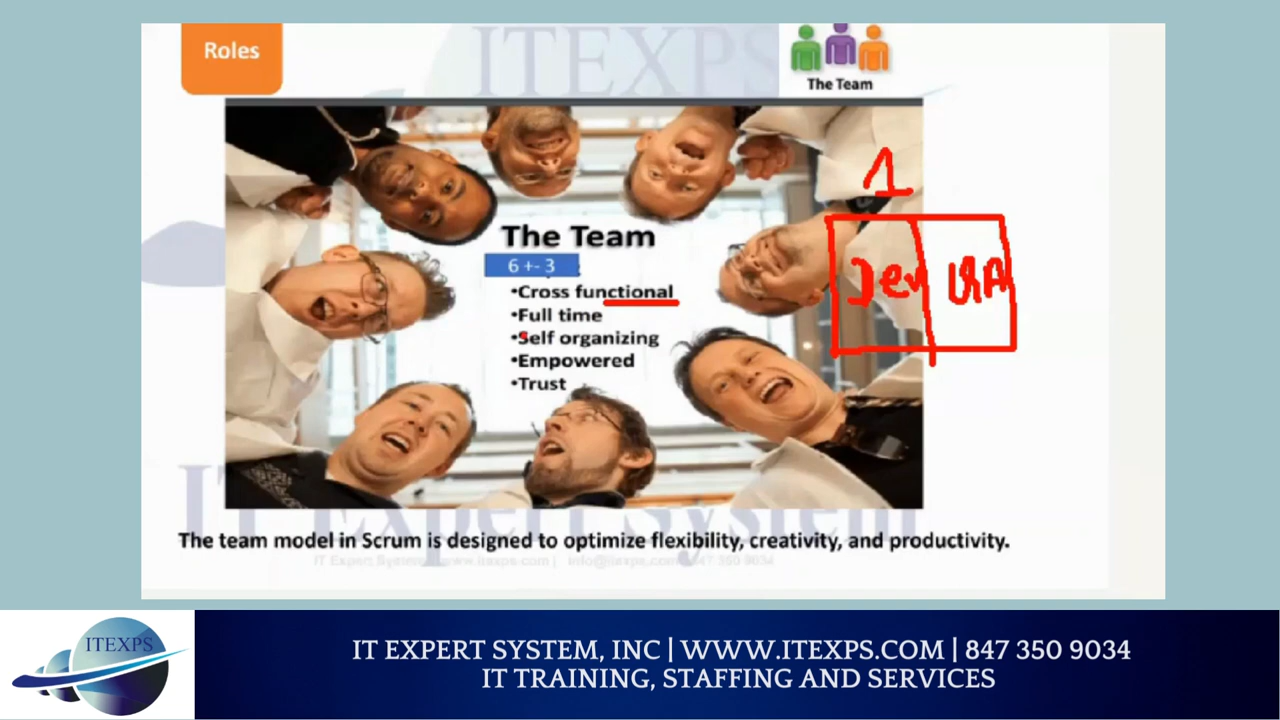 Roles
ITEXPS
The Team
1
The Team
6 +- 3
•Cross functional
•Full time
•Self organizing
•Empowered
•Trust
Dev
The team model in Scrum is designed to optimize flexibility, creativity, and productivity.
IT Expert System
ITEXPS
IT EXPERT SYSTEM, INC | WWW.ITEXPS.COM | 847 350 9034
IT TRAINING, STAFFING AND SERVICES